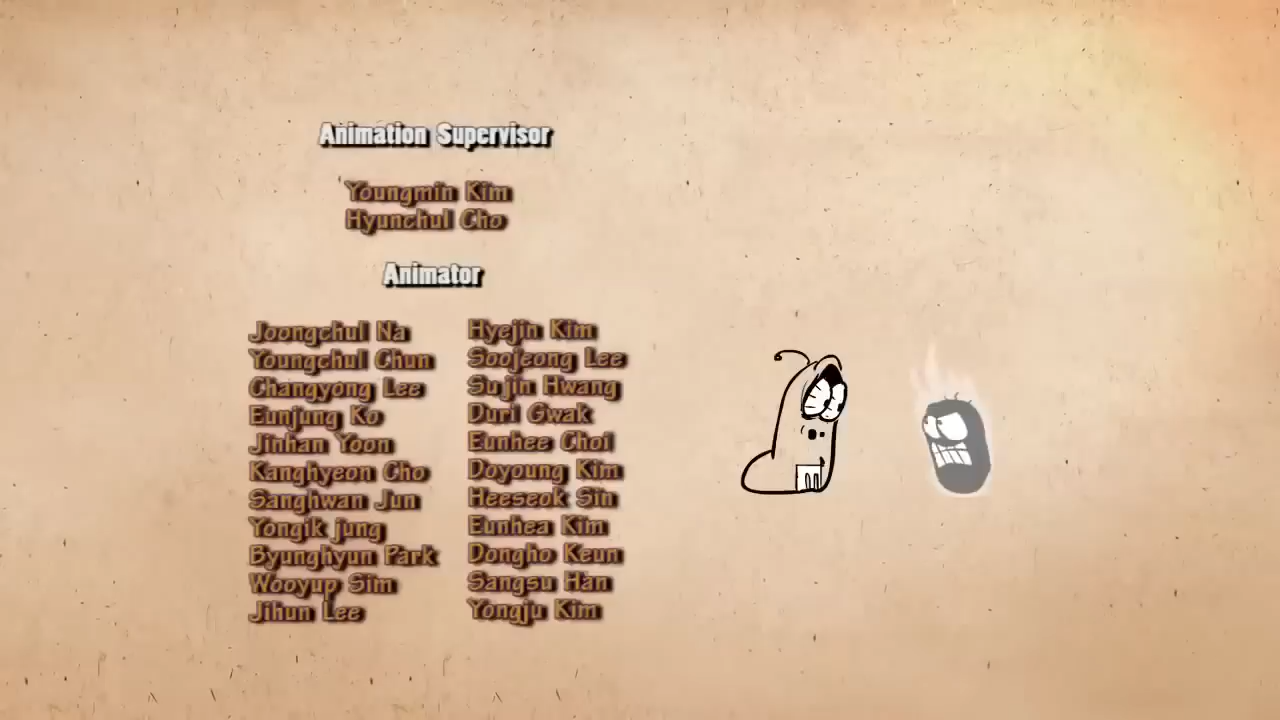 Animation Supervisor
Youngmin Kim
Hyunchul Cho
Animator
Joongchul Na
Youngchul Chun
Changyong Lee
Eunjung Ko
Jinhan Yoon
Kanghyeon Cho
Sanghwan Jun
Yongik jung
Byunghyun Park
Wooyup Sim
Jihun Lee
Hyejin Kim
Soojeong Lee
Sujin Hwang
Duri Gwak
Eunhee Choi
Doyoung Kim
Heeseok Sin
Eunhea Kim
Dongho Keun
Sangsu Han
Yongju Kim